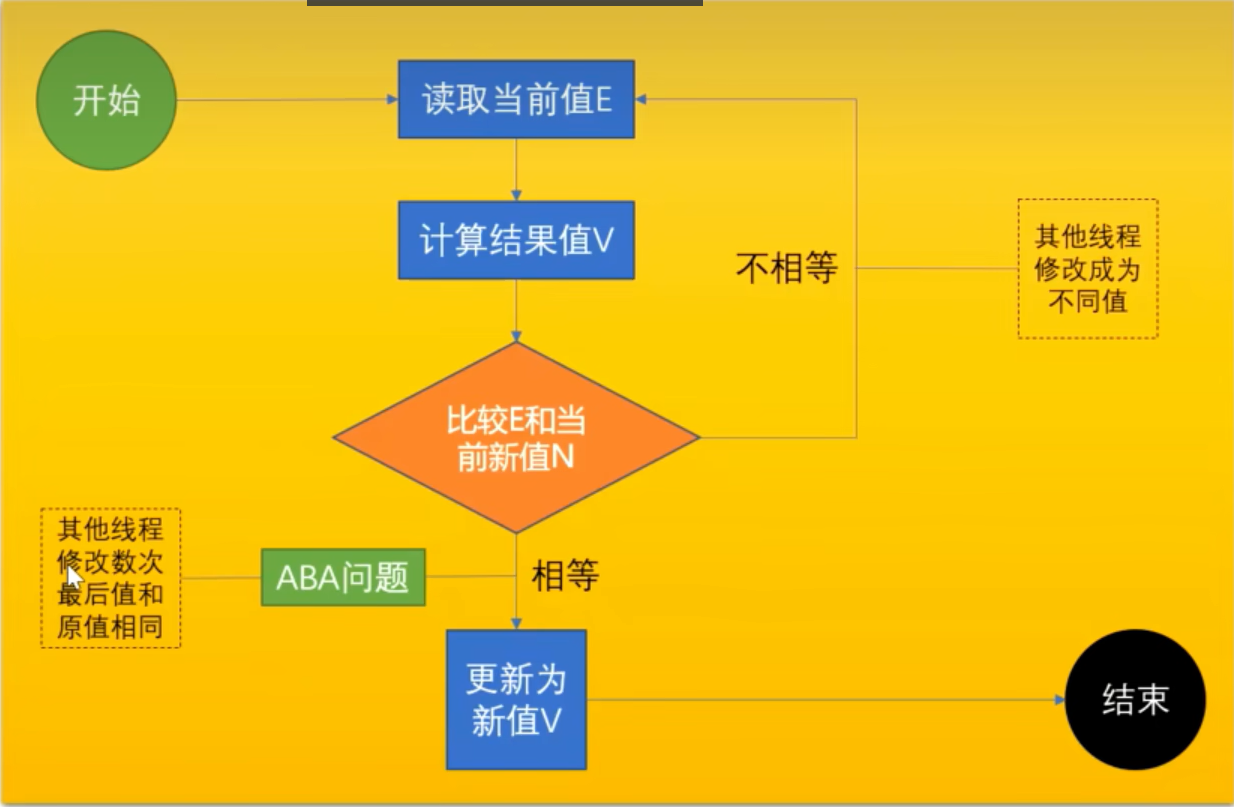 开始
读取当前值E
计算结果值V
不相等
其他线程
修改成为
不同值
比较E和当
前新值N
其他线程
修改数次
最后值和
原值相同
ABA问题
相等
更新为
新值V
结束